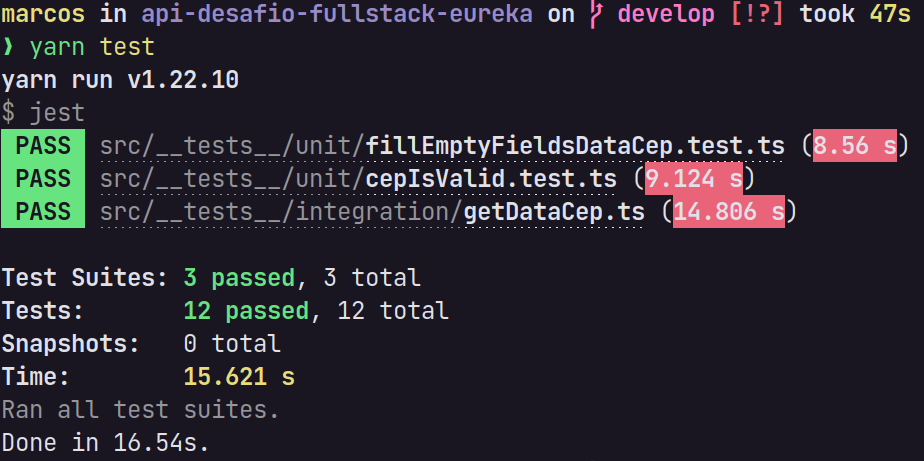 marcos in api-desafio-fullstack-eureka on develop [!?] took 47s
❯ yarn test
yarn run v1.22.10
$ jest
PASS src/__tests__/unit/fillEmptyFieldsDataCep.test.ts (8.56 s)
PASS src/__tests__/unit/cepIsValid.test.ts (9.124 s)
PASS src/__tests__/integration/getDataCep.ts (14.806 s)
Test Suites: 3 passed, 3 total
Tests: 12 passed, 12 total
Snapshots: 0 total
Time: 15.621 s
Ran all test suites.
Done in 16.54s.